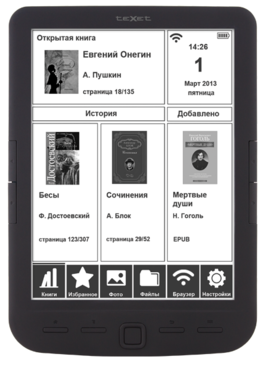 teXet
Открытая книга
Евгений Онегин
А. Пушкин
страница 18/135
14:26
1
Март 2013
пятница
История
Добавлено
Достоевский
ГОГОЛЬ
Бесы
Ф. Достоевский
страница 123/307
Сочинения
А. Блок
страница 29/52
Мертвые
души
Н. Гоголь
EPUB
Книги
Избранное
Фото
Файлы
Браузер
Настройки